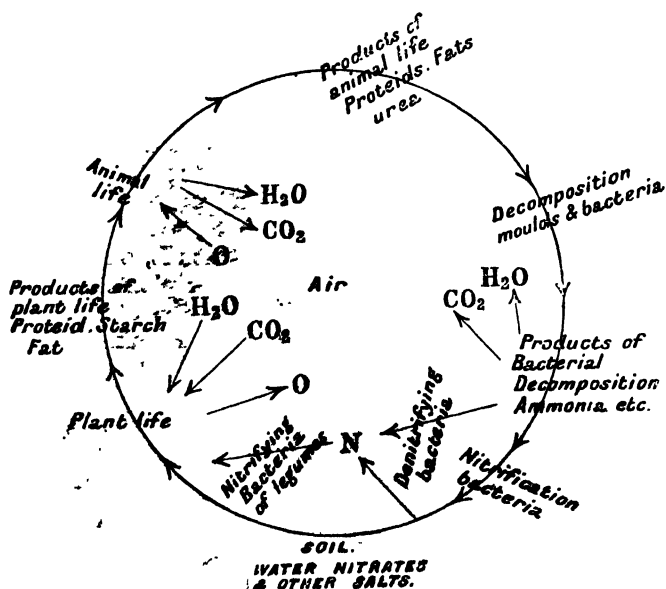 Products of
animal life
Proteids. Fats
urea
Animal
life
H₂O
CO₂
O
Decomposition
moulds & bacteria
Air
Products of
plant life
Proteid. Starch
Fat
H₂O
CO₂
O
Plant life
CO₂
H₂O
Products of
Bacterial
Decomposition
Ammonia etc.
N
Nitrifying
Bacteria
of legumes
Denitrifying
bacteria
Nitrification
bacteria
SOIL.
WATER NITRATES
& OTHER SALTS.